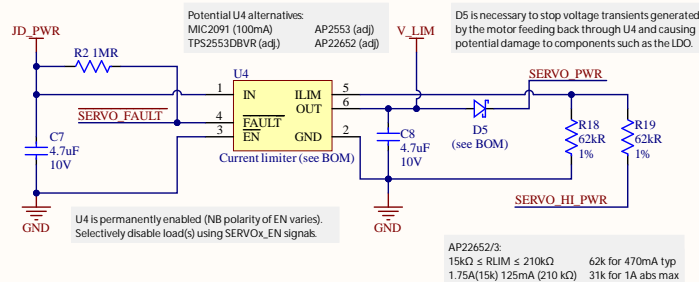 Potential U4 alternatives:
MIC2091 (100mA) AP2553 (adj)
TPS2553DBVR (adj.) AP22652 (adj)
D5 is necessary to stop voltage transients generated
by the motor feeding back through U4 and causing
potential damage to components such as the LDO.
JD_PWR
V_LIM
R2 1MR
U4
SERVO_PWR
1 IN ILIM 5
OUT 6
SERVO_FAULT
4 FAULT
3 EN GND 2
Current limiter (see BOM)
C7
4.7uF
10V
C8
4.7uF
10V
D5
(see BOM)
R18
62kR
1%
R19
62kR
1%
SERVO_HI_PWR
GND
GND
U4 is permanently enabled (NB polarity of EN varies).
Selectively disable load(s) using SERVOx_EN signals.
AP22652/3:
15kΩ ≤ RLIM ≤ 210kΩ 62k for 470mA typ
1.75A(15k) 125mA (210 kΩ) 31k for 1A abs max